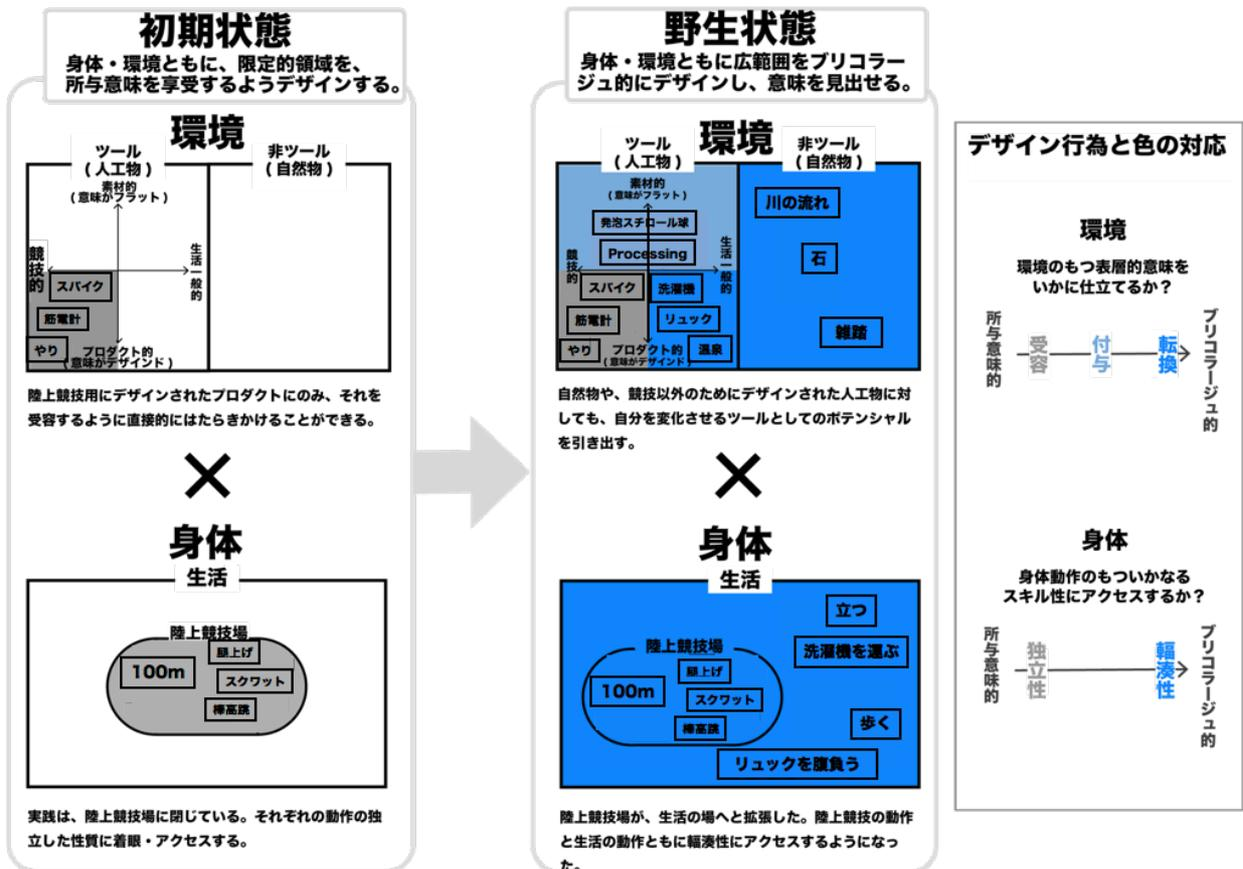 初期状態
身体・環境ともに、限定的領域を、
所与意味を享受するようデザインする。
環境
ツール
(人工物)
非ツール
(自然物)
素材的
(意味がフラット)
競技的
生活一般的
スパイク
筋電計
やり
プロダクト的
(意味がデザインド)
陸上競技用にデザインされたプロダクトにのみ、それを
受容するように直接的にはたらきかけることができる。
×
身体
生活
陸上競技場
腿上げ
100m
スクワット
棒高跳
実践は、陸上競技場に閉じている。それぞれの動作の独
立した性質に着眼・アクセスする。
野生状態
身体・環境ともに広範囲をブリコラー
ジュ的にデザインし、意味を見出せる。
環境
ツール
(人工物)
非ツール
(自然物)
素材的
(意味がフラット)
発泡スチロール球
Processing
競技的
生活一般的
スパイク
洗濯機
筋電計
リュック
やり
プロダクト的
(意味がデザインド)
温泉
川の流れ
石
雑踏
自然物や、競技以外のためにデザインされた人工物に対
しても、自分を変化させるツールとしてのポテンシャル
を引き出す。
×
身体
生活
立つ
陸上競技場
洗濯機を運ぶ
腿上げ
100m
スクワット
棒高跳
歩く
リュックを腹負う
陸上競技場が、生活の場へと拡張した。陸上競技の動作
と生活の動作ともに輻湊性にアクセスするようになっ
た。
デザイン行為と色の対応
環境
環境のもつ表層的意味を
いかに仕立てるか？
所与意味的
受容
付与
転換
ブリコラージュ的
身体
身体動作のもついかなる
スキル性にアクセスするか？
所与意味的
独立性
輻湊性
ブリコラージュ的